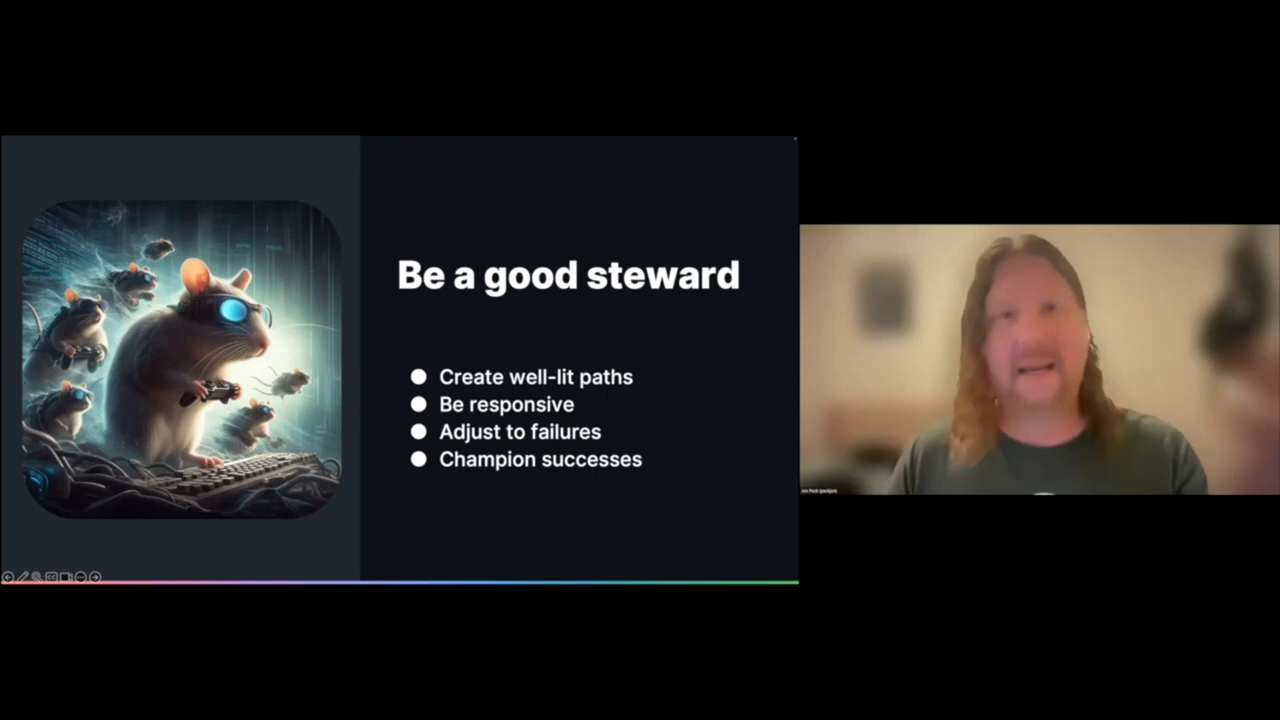 Be a good steward
Create well-lit paths
Be responsive
Adjust to failures
Champion successes